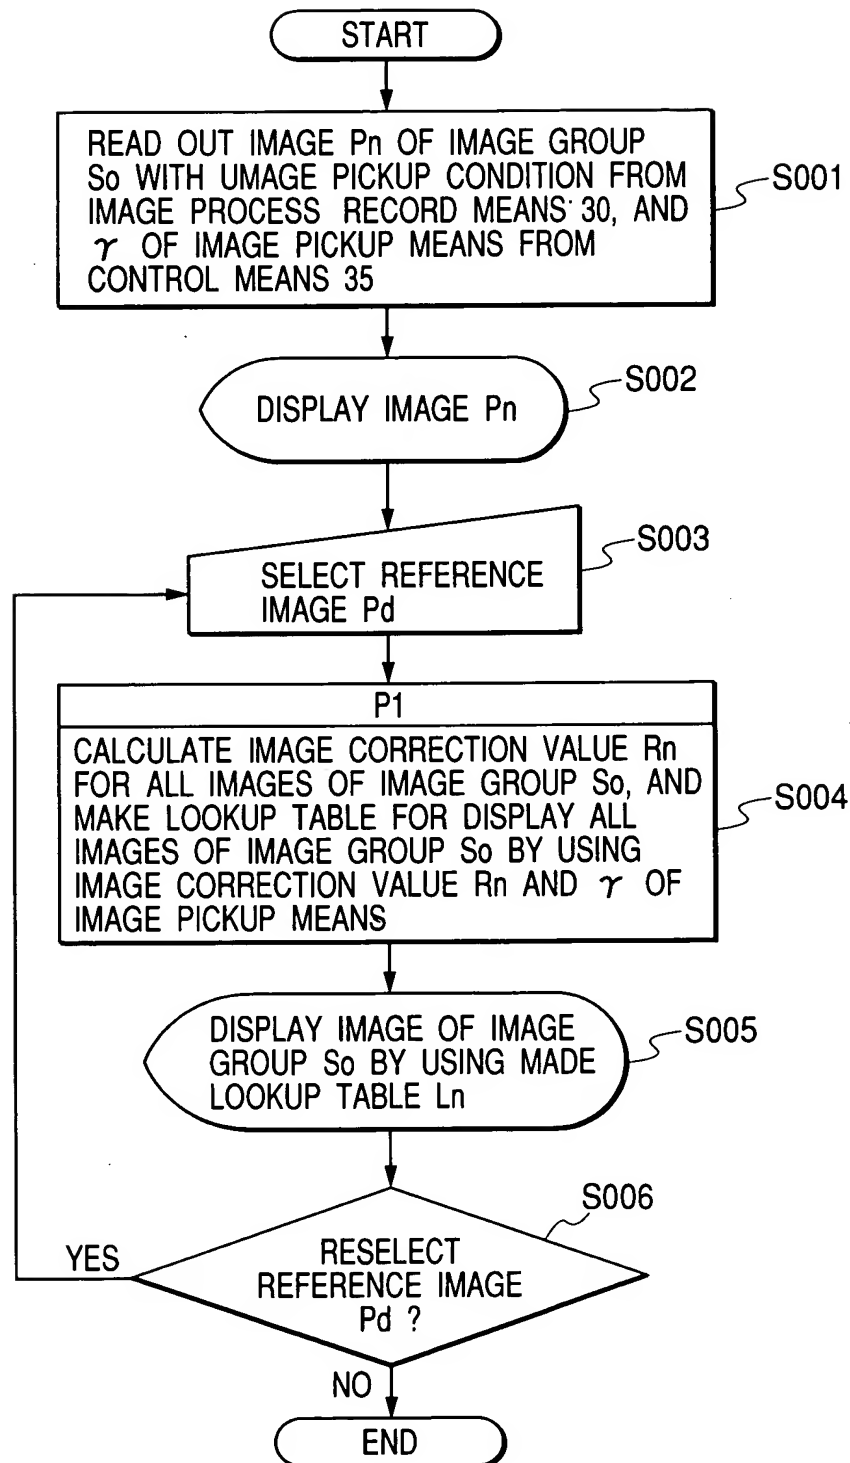 START
READ OUT IMAGE Pn OF IMAGE GROUP
So WITH UMAGE PICKUP CONDITION FROM
IMAGE PROCESS RECORD MEANS 30, AND
γ OF IMAGE PICKUP MEANS FROM
CONTROL MEANS 35
S001
DISPLAY IMAGE Pn
S002
SELECT REFERENCE
IMAGE Pd
S003
P1
CALCULATE IMAGE CORRECTION VALUE Rn
FOR ALL IMAGES OF IMAGE GROUP So, AND
MAKE LOOKUP TABLE FOR DISPLAY ALL
IMAGES OF IMAGE GROUP So BY USING
IMAGE CORRECTION VALUE Rn AND γ OF
IMAGE PICKUP MEANS
S004
DISPLAY IMAGE OF IMAGE
GROUP So BY USING MADE
LOOKUP TABLE Ln
S005
RESELECT
REFERENCE IMAGE
Pd ?
S006
YES
NO
END